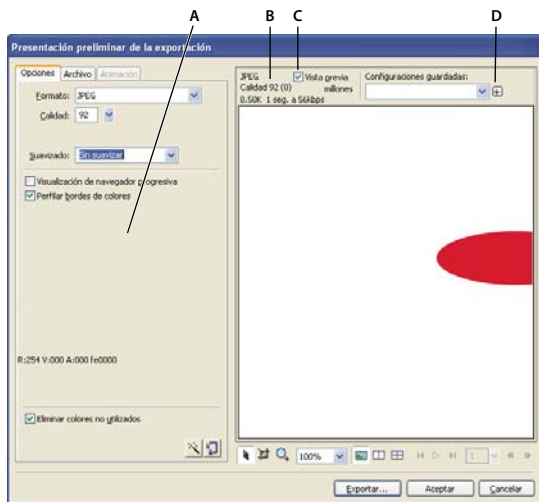 A B C D
Presentación preliminar de la exportación
Opciones Archivo Animación
Formato: JPEG
Calidad: 92
Suavizado: Sin suavizar
Visualización de navegador progresiva
Perfilar bordes de colores
R:254 V:000 A:000 fe0000
Eliminar colores no utilizados
JPEG Vista previa Configuraciones guardadas:
Calidad 92 (0) millones
8.50K 1 seg. a 56kbps
100% 1
Exportar... Aceptar Cancelar